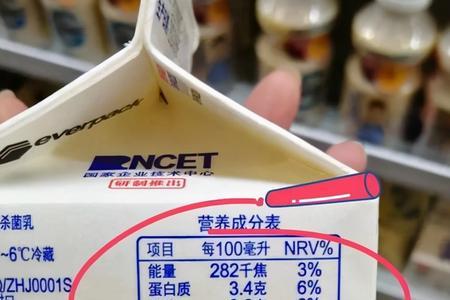 everpack
RNCET
国家企业技术中心
研制推出
营养成分表
项目 每100毫升 NRV%
能量 282千焦 3%
蛋白质 3.4克 6%
杀菌乳
~6℃冷藏
/ZHJ0001S